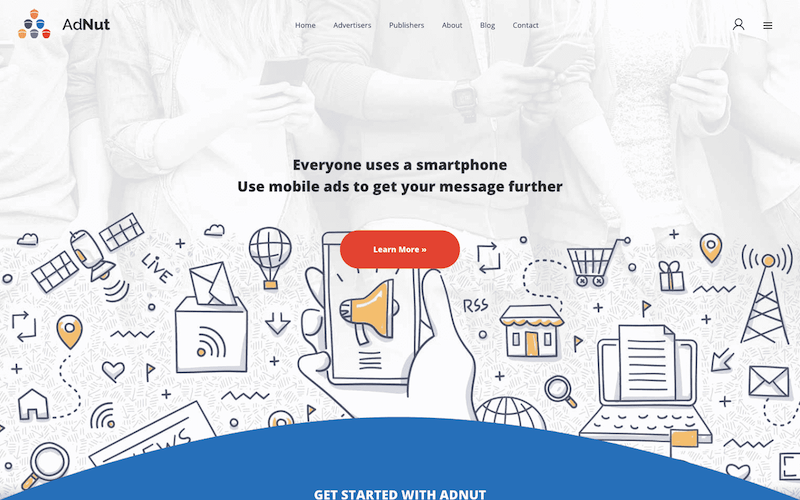 AdNut
Home Advertisers Publishers About Blog Contact
Everyone uses a smartphone
Use mobile ads to get your message further
Learn More »
LIVE
RSS
NEWS
GET STARTED WITH ADNUT